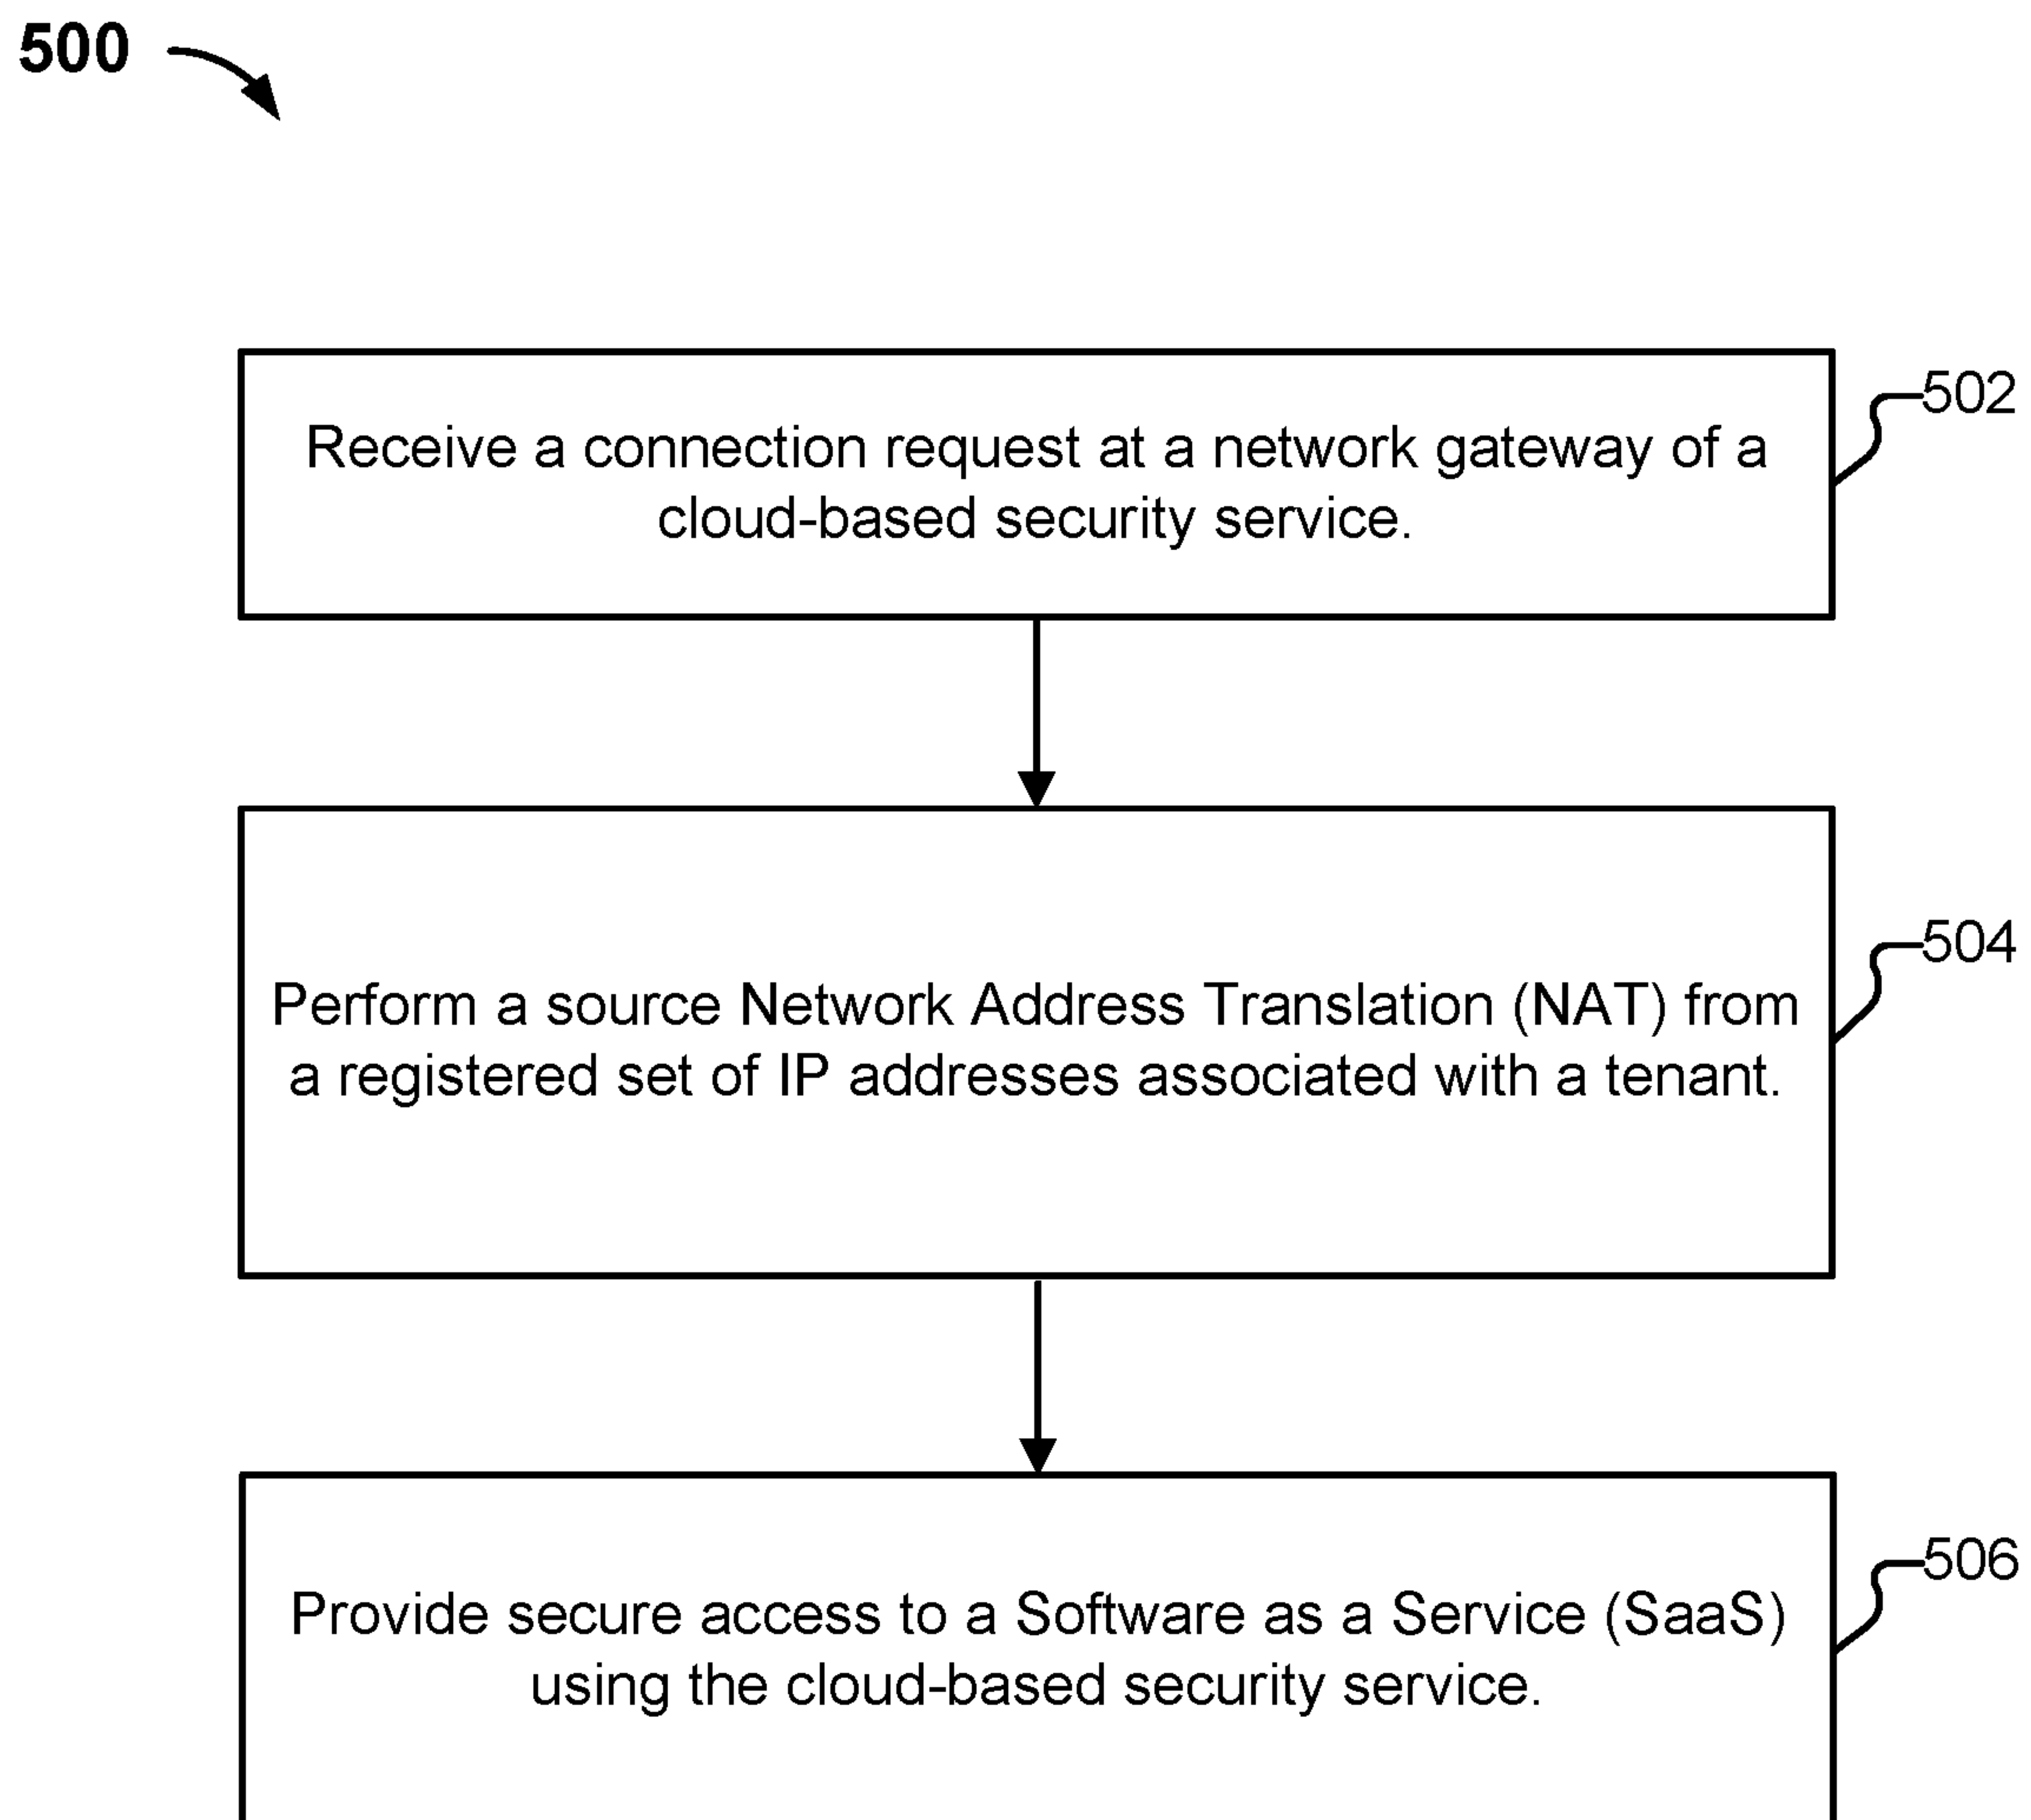 500
Receive a connection request at a network gateway of a
cloud-based security service.
502
Perform a source Network Address Translation (NAT) from
a registered set of IP addresses associated with a tenant.
504
Provide secure access to a Software as a Service (SaaS)
using the cloud-based security service.
506